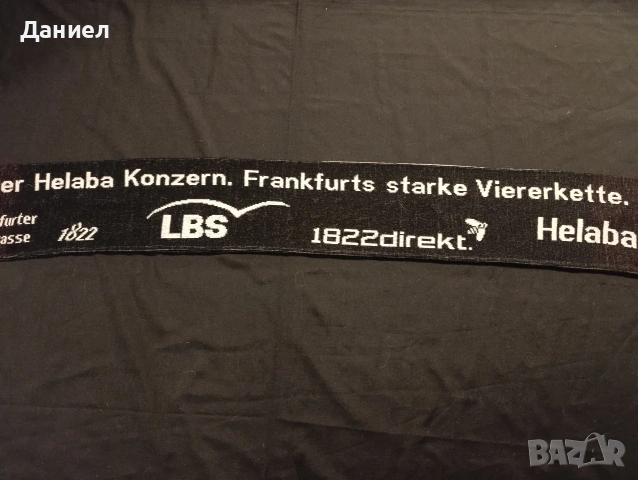 Даниел
er Helaba Konzern. Frankfurts starke Viererkette.
furter
asse 1822 LBS 1822direkt. Helaba
BAZAR